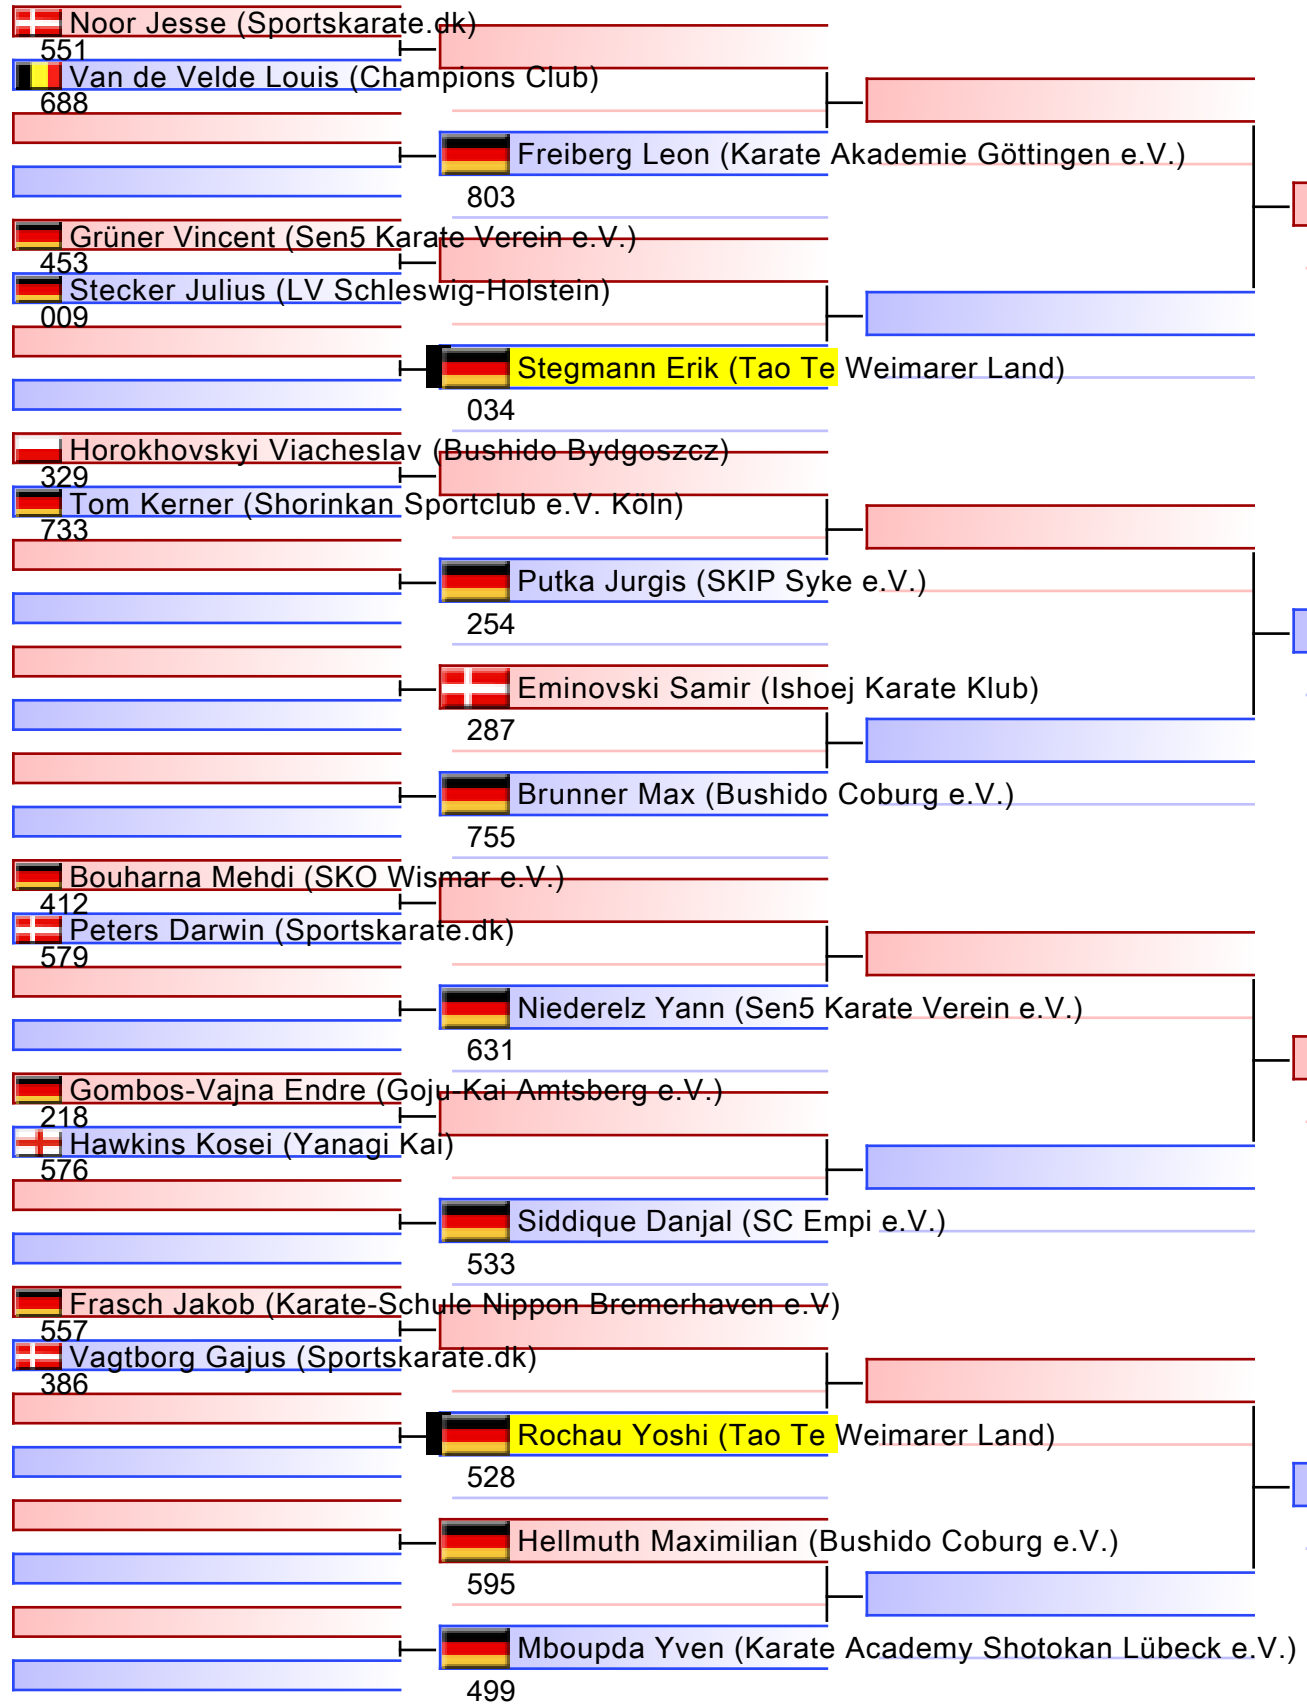 Noor Jesse (Sportskarate.dk)
551
Van de Velde Louis (Champions Club)
688
Freiberg Leon (Karate Akademie Göttingen e.V.)
803
Grüner Vincent (Sen5 Karate Verein e.V.)
453
Stecker Julius (LV Schleswig-Holstein)
009
Stegmann Erik (Tao Te Weimarer Land)
034
Horokhovskyi Viacheslav (Bushido Bydgoszcz)
329
Tom Kerner (Shorinkan Sportclub e.V. Köln)
733
Putka Jurgis (SKIP Syke e.V.)
254
Eminovski Samir (Ishoej Karate Klub)
287
Brunner Max (Bushido Coburg e.V.)
755
Bouharna Mehdi (SKO Wismar e.V.)
412
Peters Darwin (Sportskarate.dk)
579
Niederelz Yann (Sen5 Karate Verein e.V.)
631
Gombos-Vajna Endre (Goju-Kai Amtsberg e.V.)
218
Hawkins Kosei (Yanagi Kai)
576
Siddique Danjal (SC Empi e.V.)
533
Frasch Jakob (Karate-Schule Nippon Bremerhaven e.V)
557
Vagtborg Gajus (Sportskarate.dk)
386
Rochau Yoshi (Tao Te Weimarer Land)
528
Hellmuth Maximilian (Bushido Coburg e.V.)
595
Mboupda Yven (Karate Academy Shotokan Lübeck e.V.)
499